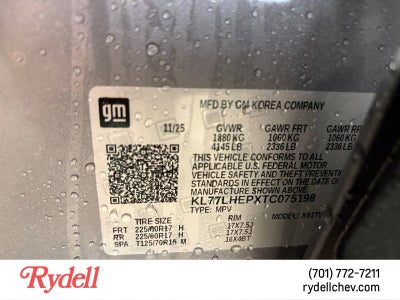 gm
MFD BY GM KOREA COMPANY
11/25
GVWR GAWR FRT GAWR RR
1880 KG 1060 KG 1060 KG
4145 LB 2336 LB 2336 LB
THIS VEHICLE CONFORMS TO ALL
APPLICABLE U.S. FEDERAL MOTOR
VEHICLE SAFETY AND THEFT PREVENTION
STANDARDS IN EFFECT ON THE DATE OF
MANUFACTURE SHOWN ABOVE.
KL77LHEPXTC075198
TYPE: MPV MODEL:
TIRE SIZE RIM
FRT 225/60R17 H 17X7.5J
RR 225/60R17 H 17X7.5J
SPA T125/70R16 M 16X4BT
Rydell
(701) 772-7211
rydellchev.com